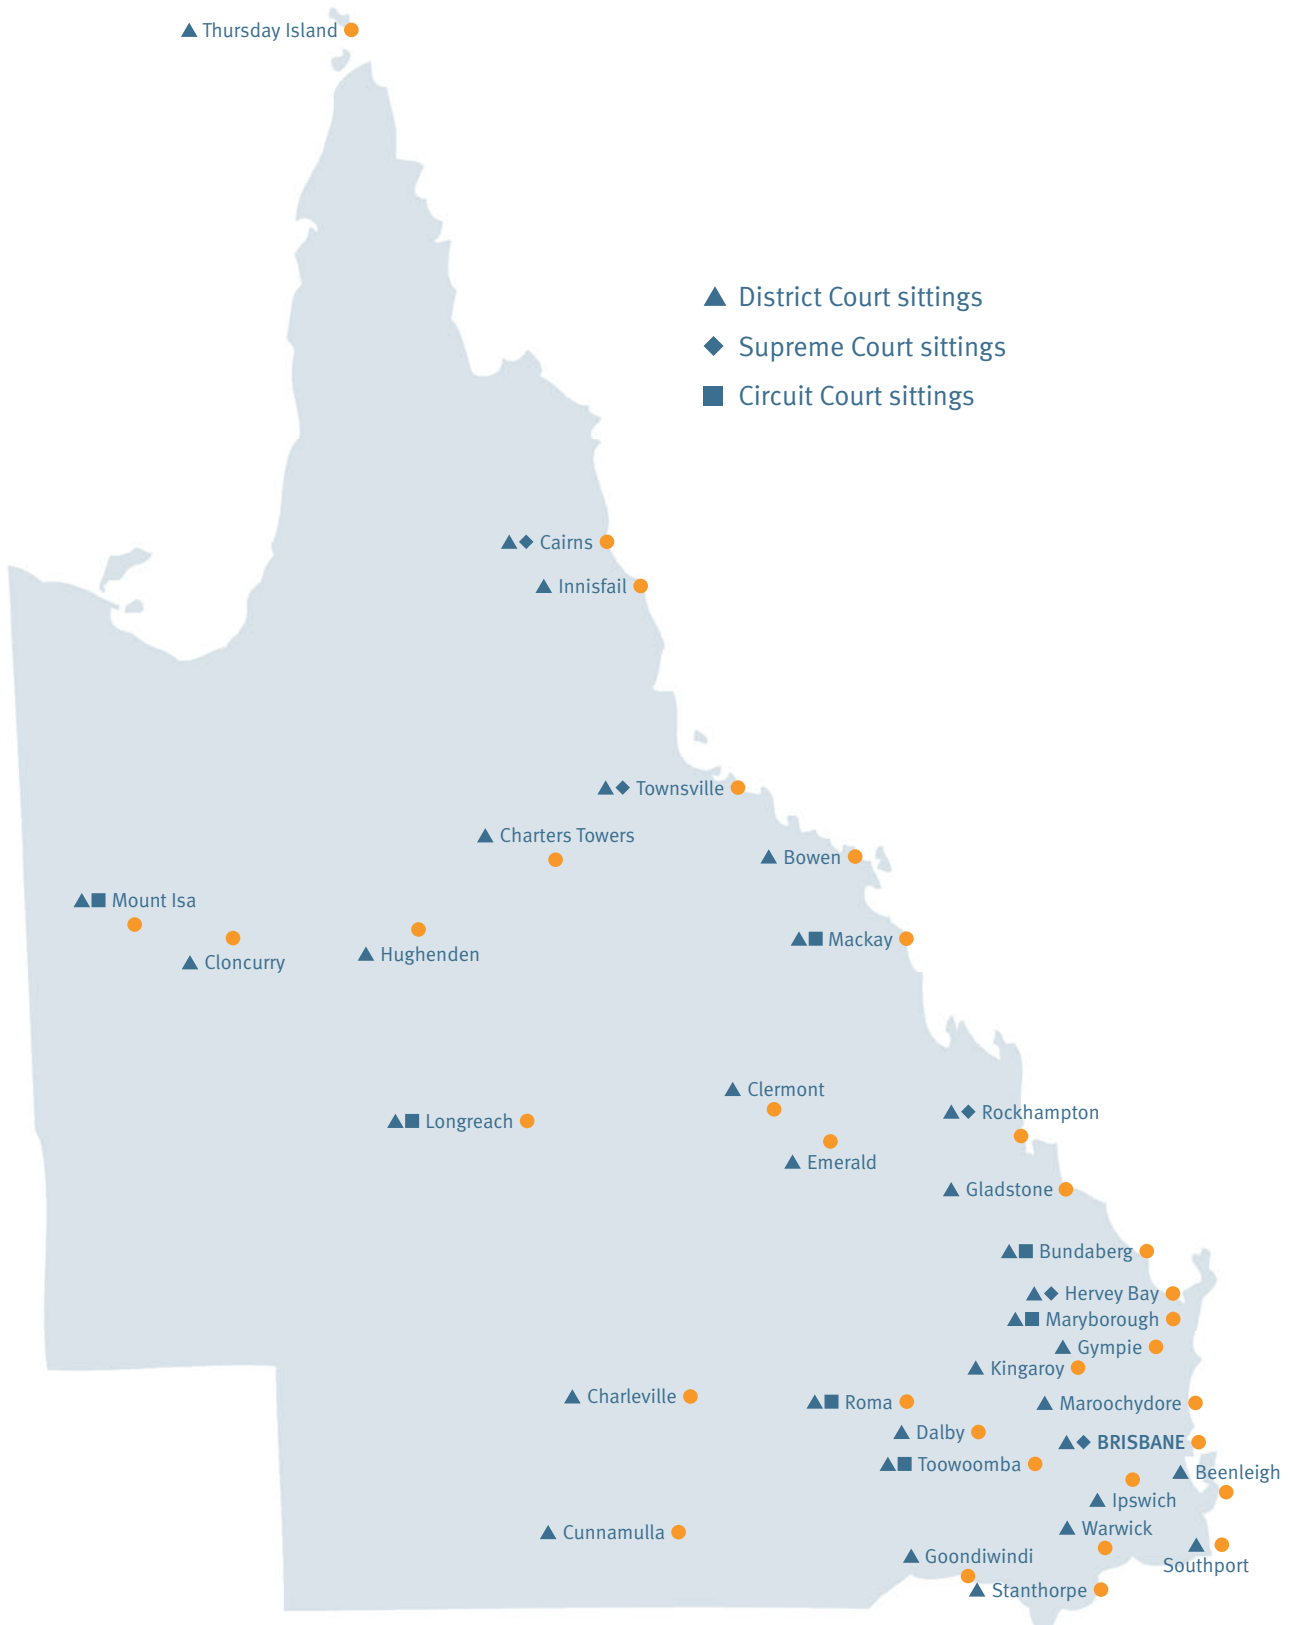 Thursday Island
District Court sittings
Supreme Court sittings
Circuit Court sittings
Cairns
Innisfail
Townsville
Charters Towers
Bowen
Mount Isa
Mackay
Hughenden
Cloncurry
Clermont
Rockhampton
Longreach
Emerald
Gladstone
Bundaberg
Hervey Bay
Maryborough
Gympie
Kingaroy
Charleville
Roma
Maroochydore
Dalby
BRISBANE
Toowoomba
Beenleigh
Ipswich
Warwick
Cunnamulla
Goondiwindi
Southport
Stanthorpe